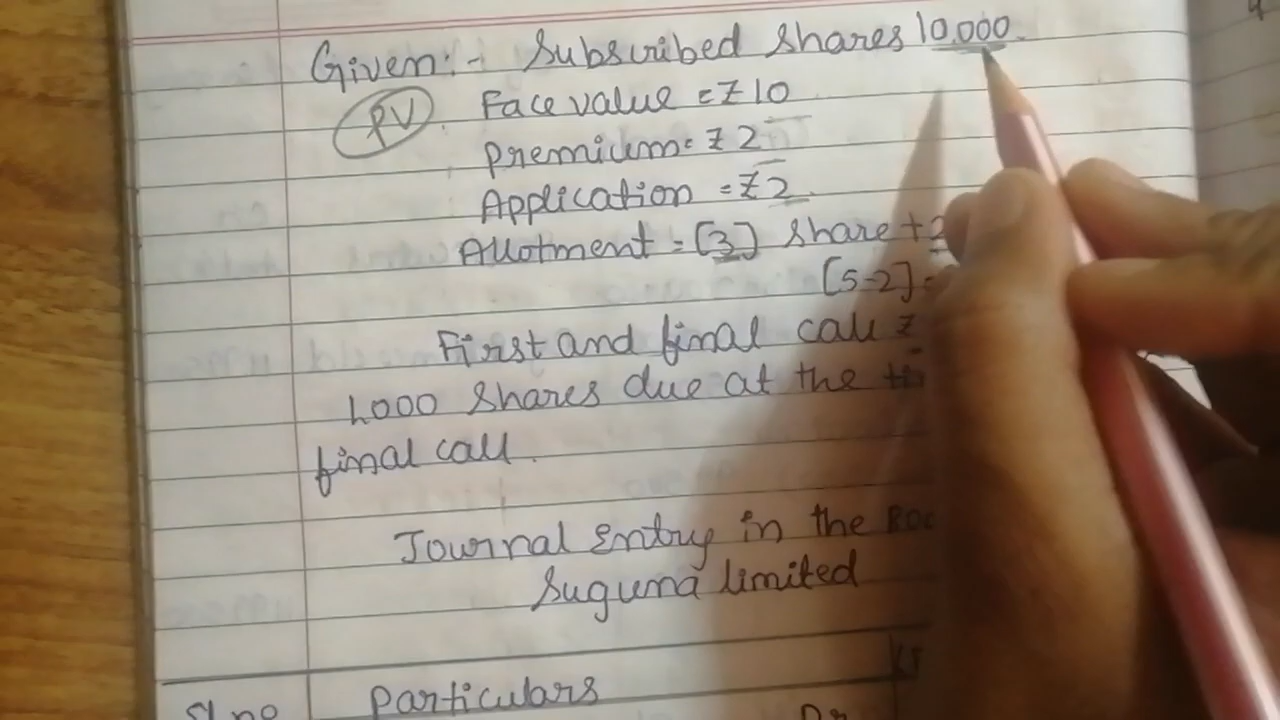 Given:- Subscribed Shares 10,000.
PV Face value = ₹10
Premium = ₹2
Application = ₹2.
Allotment = [3] Share + 2
[5-2] =
First and final call ₹
1,000 Shares due at the
final call.
Journal Entry in the
Suguna limited
Sl.no Particulars Dr